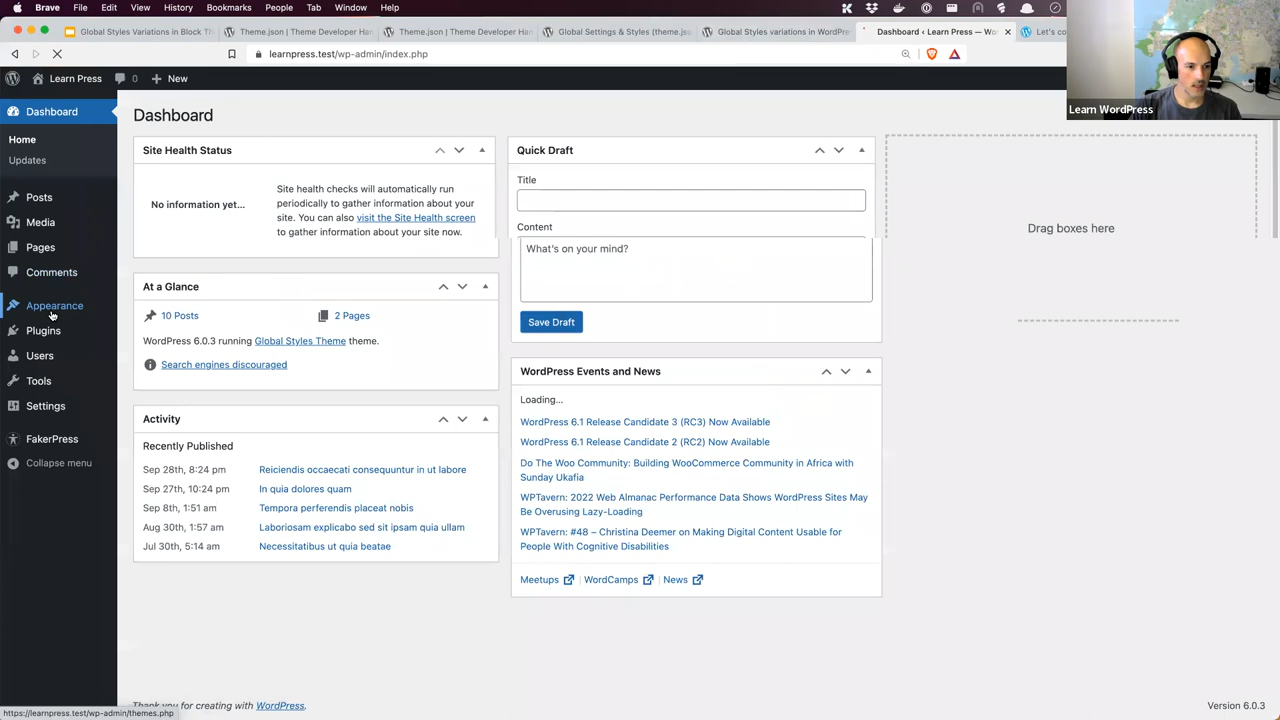 Brave File Edit View History Bookmarks People Tab Window Help
Global Styles Variations in Block T
Theme.json | Theme Developer Han
Theme.json | Theme Developer Han
Global Settings & Styles (theme.jso
Global Styles variations in WordPre
Dashboard ‹ Learn Press — Wo
Let's co
learnpress.test/wp-admin/index.php
Learn WordPress
Learn Press 0 New
Dashboard
Home
Updates
Posts
Media
Pages
Comments
Appearance
Plugins
Users
Tools
Settings
FakerPress
Collapse menu
Dashboard
Site Health Status
No information yet...
Site health checks will automatically run
periodically to gather information about your
site. You can also visit the Site Health screen
to gather information about your site now.
At a Glance
10 Posts
2 Pages
WordPress 6.0.3 running Global Styles Theme theme.
Search engines discouraged
Activity
Recently Published
Sep 28th, 8:24 pm Reiciendis occaecati consequuntur in ut labore
Sep 27th, 10:24 pm In quia dolores quam
Sep 8th, 1:51 am Tempora perferendis placeat nobis
Aug 30th, 1:57 am Laboriosam explicabo sed sit ipsam quia ullam
Jul 30th, 5:14 am Necessitatibus ut quia beatae
Quick Draft
Title
Content
What's on your mind?
Save Draft
WordPress Events and News
Loading...
WordPress 6.1 Release Candidate 3 (RC3) Now Available
WordPress 6.1 Release Candidate 2 (RC2) Now Available
Do The Woo Community: Building WooCommerce Community in Africa with
Sunday Ukafia
WPTavern: 2022 Web Almanac Performance Data Shows WordPress Sites May
Be Overusing Lazy-Loading
WPTavern: #48 – Christina Deemer on Making Digital Content Usable for
People With Cognitive Disabilities
Meetups | WordCamps | News
Drag boxes here
Thank you for creating with WordPress.
Version 6.0.3
https://learnpress.test/wp-admin/themes.php